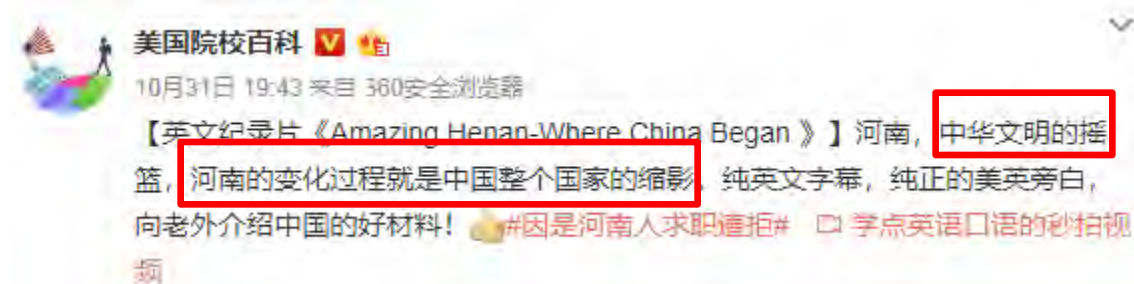 美国院校百科
10月31日 19:43 来自 360安全浏览器
【英文纪录片《Amazing Henan-Where China Began 》】河南，中华文明的摇
篮，河南的变化过程就是中国整个国家的缩影。纯英文字幕，纯正的美英旁白，
向老外介绍中国的好材料！#因是河南人求职遭拒# 学点英语口语的秒拍视
频